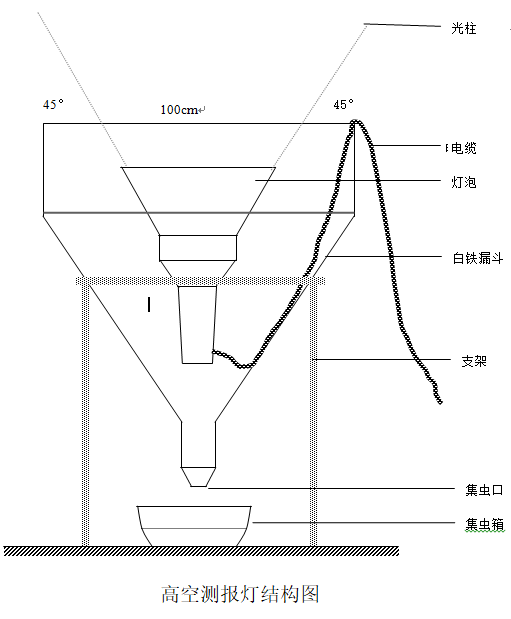 光柱
45°
100cm↵
45°
电缆
灯泡
白铁漏斗
支架
集虫口
集虫箱
高空测报灯结构图